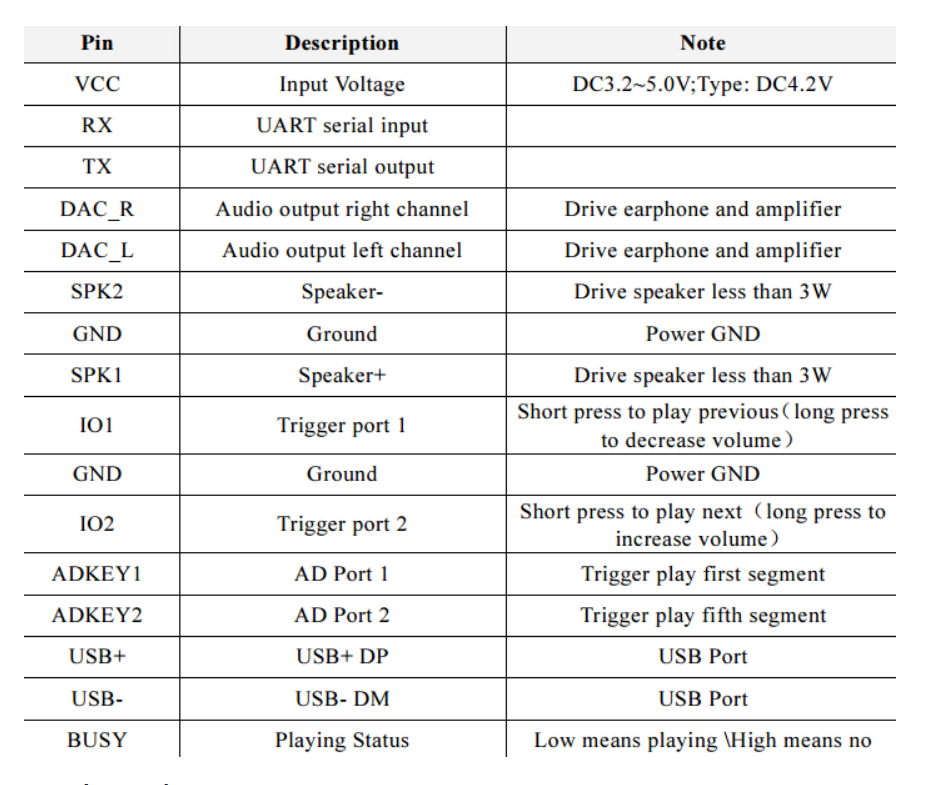 Pin Description Note
VCC Input Voltage DC3.2~5.0V;Type: DC4.2V
RX UART serial input
TX UART serial output
DAC_R Audio output right channel Drive earphone and amplifier
DAC_L Audio output left channel Drive earphone and amplifier
SPK2 Speaker- Drive speaker less than 3W
GND Ground Power GND
SPK1 Speaker+ Drive speaker less than 3W
IO1 Trigger port 1 Short press to play previous（long press
to decrease volume）
GND Ground Power GND
IO2 Trigger port 2 Short press to play next（long press to
increase volume）
ADKEY1 AD Port 1 Trigger play first segment
ADKEY2 AD Port 2 Trigger play fifth segment
USB+ USB+ DP USB Port
USB- USB- DM USB Port
BUSY Playing Status Low means playing \High means no